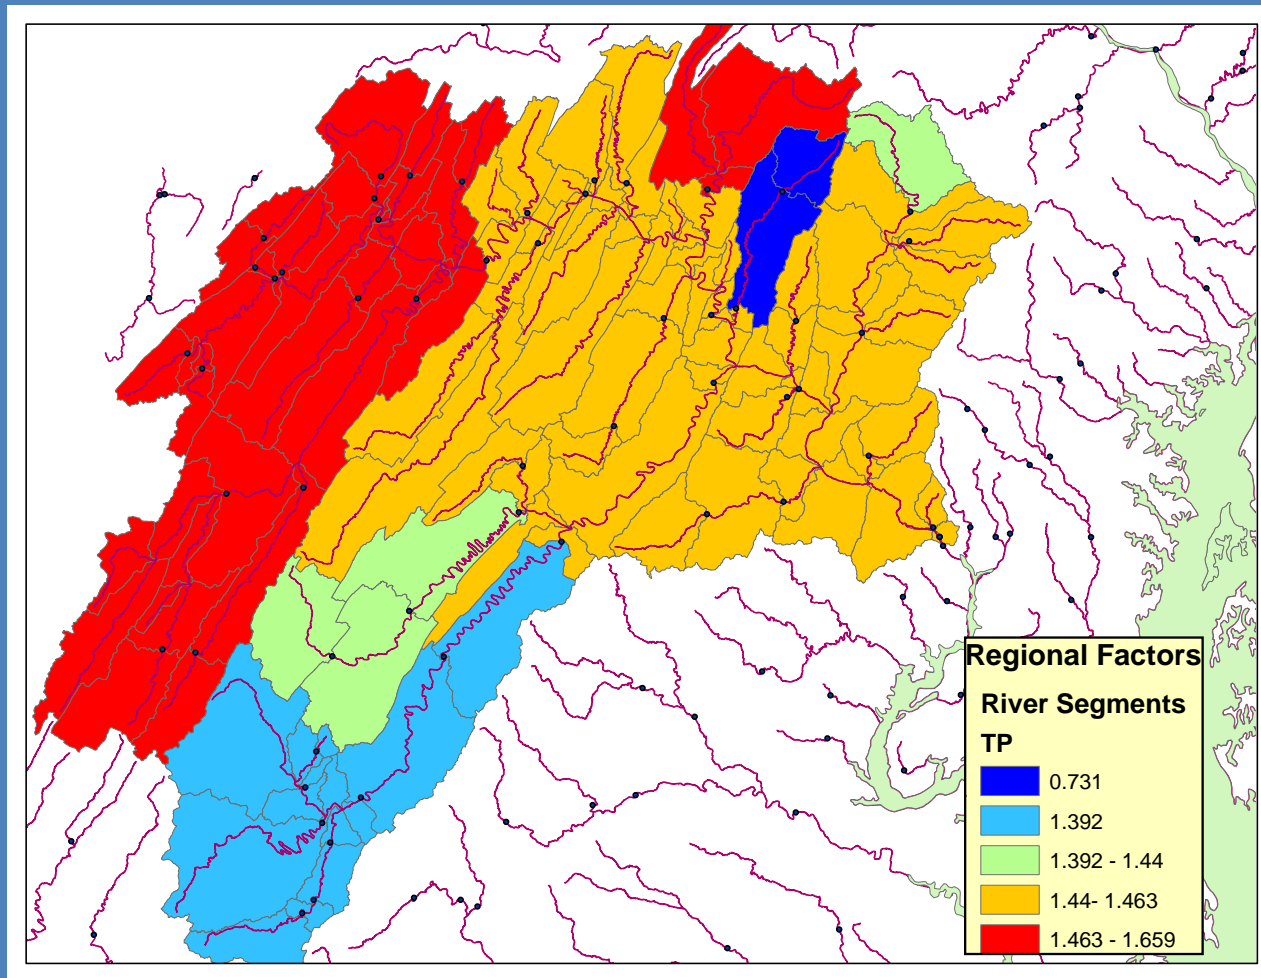 Regional Factors
River Segments
TP
0.731
1.392
1.392 - 1.44
1.44- 1.463
1.463 - 1.659